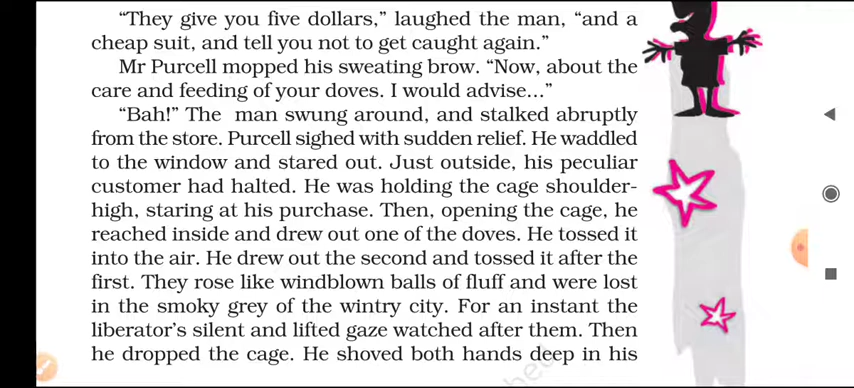 “They give you five dollars,” laughed the man, “and a
cheap suit, and tell you not to get caught again.”
Mr Purcell mopped his sweating brow. “Now, about the
care and feeding of your doves. I would advise...”
“Bah!” The man swung around, and stalked abruptly
from the store. Purcell sighed with sudden relief. He waddled
to the window and stared out. Just outside, his peculiar
customer had halted. He was holding the cage shoulder-
high, staring at his purchase. Then, opening the cage, he
reached inside and drew out one of the doves. He tossed it
into the air. He drew out the second and tossed it after the
first. They rose like windblown balls of fluff and were lost
in the smoky grey of the wintry city. For an instant the
liberator’s silent and lifted gaze watched after them. Then
he dropped the cage. He shoved both hands deep in his